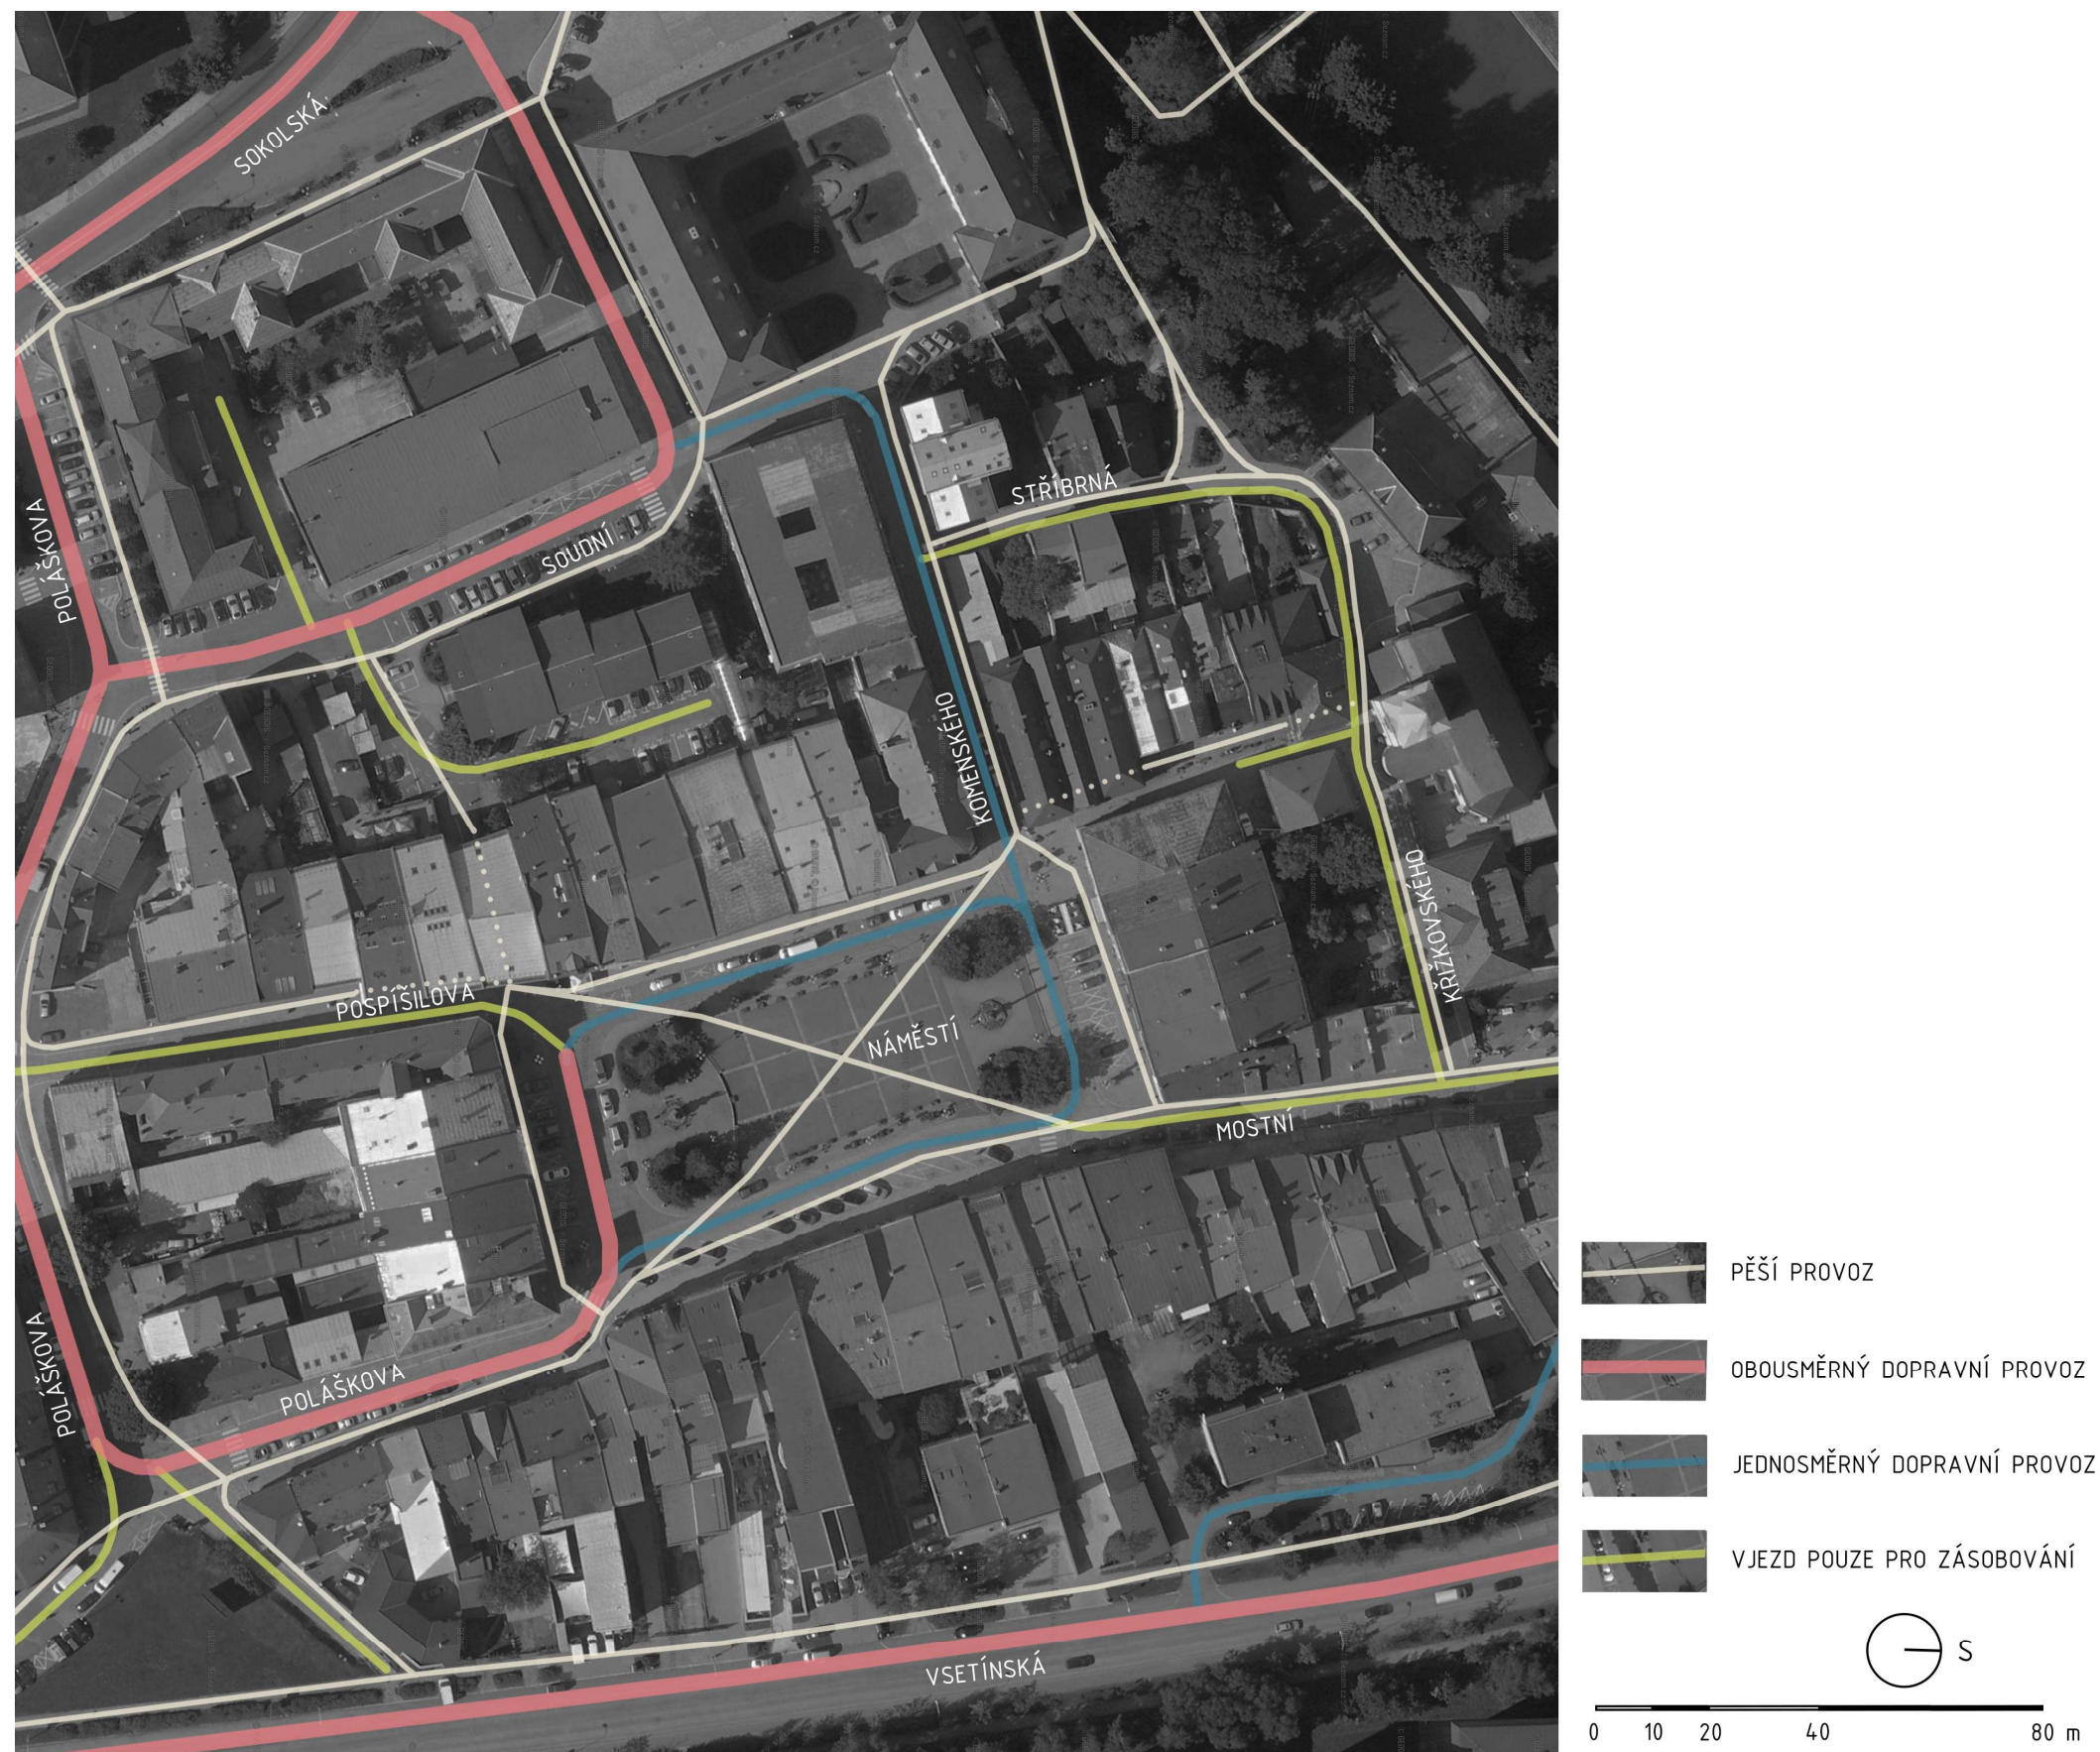 SOKOLSKÁ
POLÁŠKOVA
SOUDNÍ
STŘÍBRNÁ
KOMENSKÉHO
KŘÍŽKOVSKÉHO
POSPÍŠILOVA
NÁMĚSTÍ
MOSTNÍ
POLÁŠKOVA
POLÁŠKOVA
VSETÍNSKÁ
PĚŠÍ PROVOZ
OBOUSMĚRNÝ DOPRAVNÍ PROVOZ
JEDNOSMĚRNÝ DOPRAVNÍ PROVOZ
VJEZD POUZE PRO ZÁSOBOVÁNÍ
S
0 10 20 40 80 m